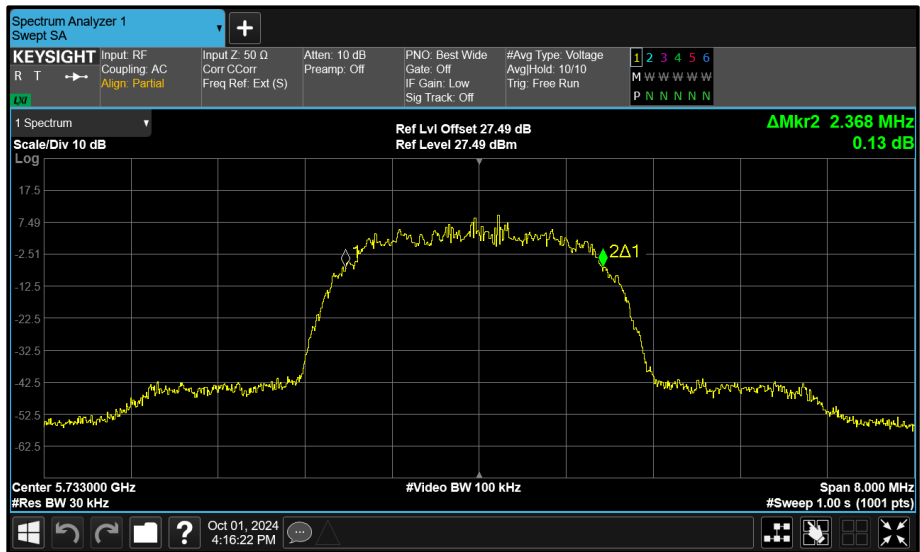 Spectrum Analyzer 1
Swept SA
KEYSIGHT
R T
LXI
Input: RF
Coupling: AC
Align: Partial
Input Z: 50 Ω
Corr CCorr
Freq Ref: Ext (S)
Atten: 10 dB
Preamp: Off
PNO: Best Wide
Gate: Off
IF Gain: Low
Sig Track: Off
#Avg Type: Voltage
Avg|Hold: 10/10
Trig: Free Run
1 2 3 4 5 6
M W W W W W
P N N N N N
1 Spectrum
Scale/Div 10 dB
Ref Lvl Offset 27.49 dB
Ref Level 27.49 dBm
ΔMkr2 2.368 MHz
0.13 dB
Log
17.5
7.49
-2.51
-12.5
-22.5
-32.5
-42.5
-52.5
-62.5
1
2Δ1
Center 5.733000 GHz
#Res BW 30 kHz
#Video BW 100 kHz
Span 8.000 MHz
#Sweep 1.00 s (1001 pts)
?
Oct 01, 2024
4:16:22 PM